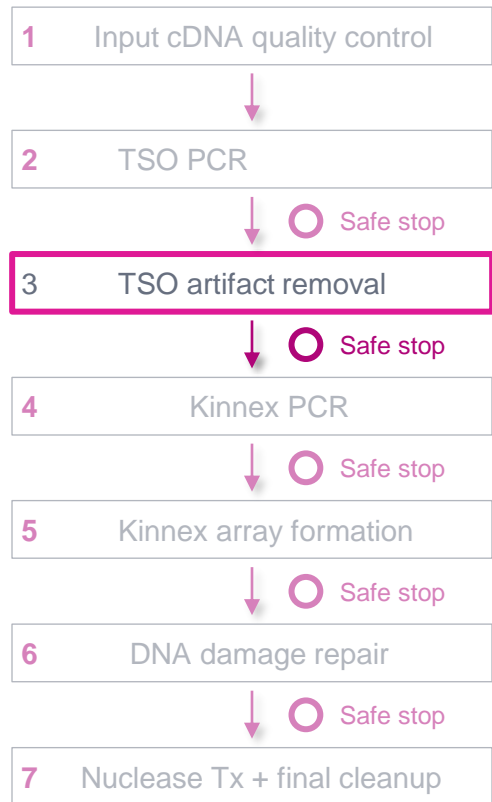 1 Input cDNA quality control
2 TSO PCR
Safe stop
3 TSO artifact removal
Safe stop
4 Kinnex PCR
Safe stop
5 Kinnex array formation
Safe stop
6 DNA damage repair
Safe stop
7 Nuclease Tx + final cleanup